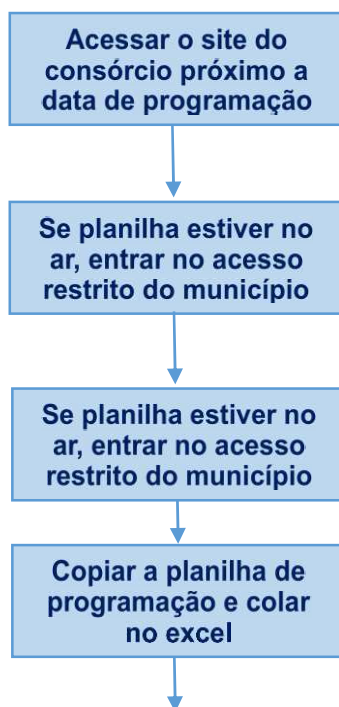 Acessar o site do
consórcio próximo a
data de programação
Se planilha estiver no
ar, entrar no acesso
restrito do município
Se planilha estiver no
ar, entrar no acesso
restrito do município
Copiar a planilha de
programação e colar
no excel